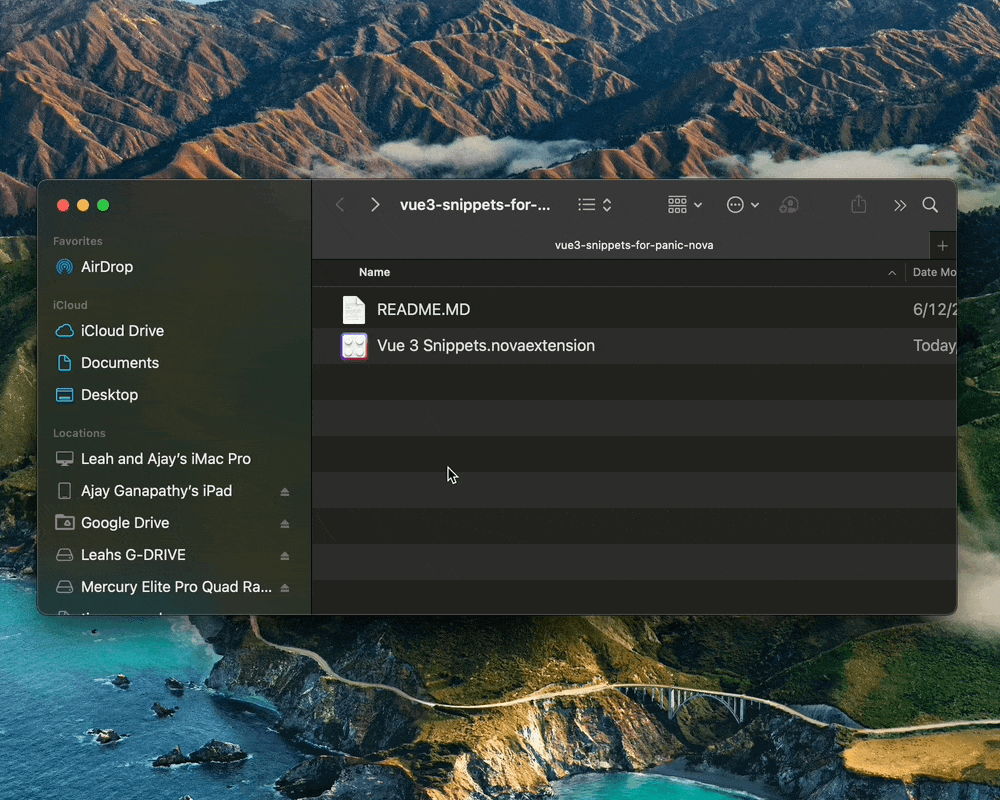 vue3-snippets-for-...
vue3-snippets-for-panic-nova
Favorites
AirDrop
iCloud
iCloud Drive
Documents
Desktop
Locations
Leah and Ajay’s iMac Pro
Ajay Ganapathy’s iPad
Google Drive
Leahs G-DRIVE
Mercury Elite Pro Quad Ra...
Name Date Mo
README.MD 6/12/2
Vue 3 Snippets.novaextension Today,